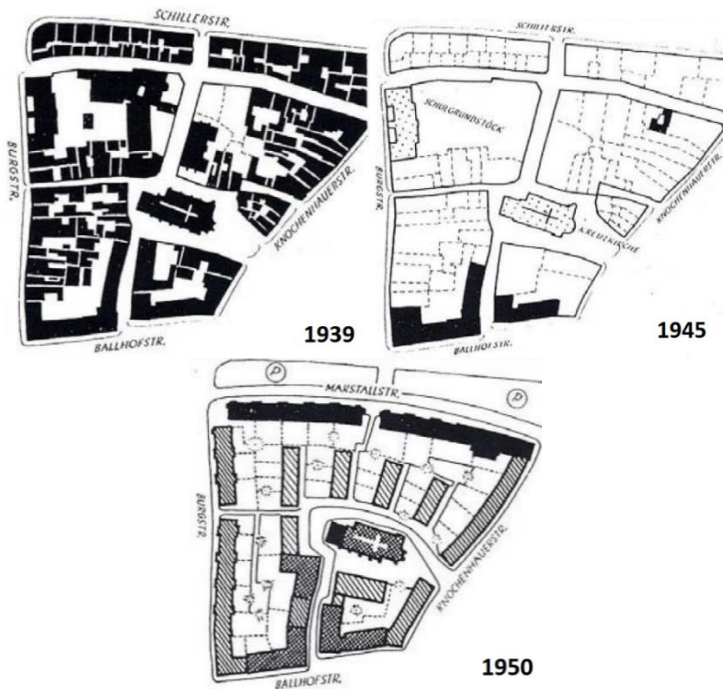 SCHILLERSTR.
BURGSTR.
KNOCHENHAUERSTR.
BALLHOFSTR.
1939
SCHILLERSTR.
SCHULGRUNDSTÜCK
BURGSTR.
KREUZKIRCHE
KNOCHENHAUERSTR.
BALLHOFSTR.
1945
P
P
MARSTALLSTR.
BURGSTR.
KNOCHENHAUERSTR.
BALLHOFSTR.
1950